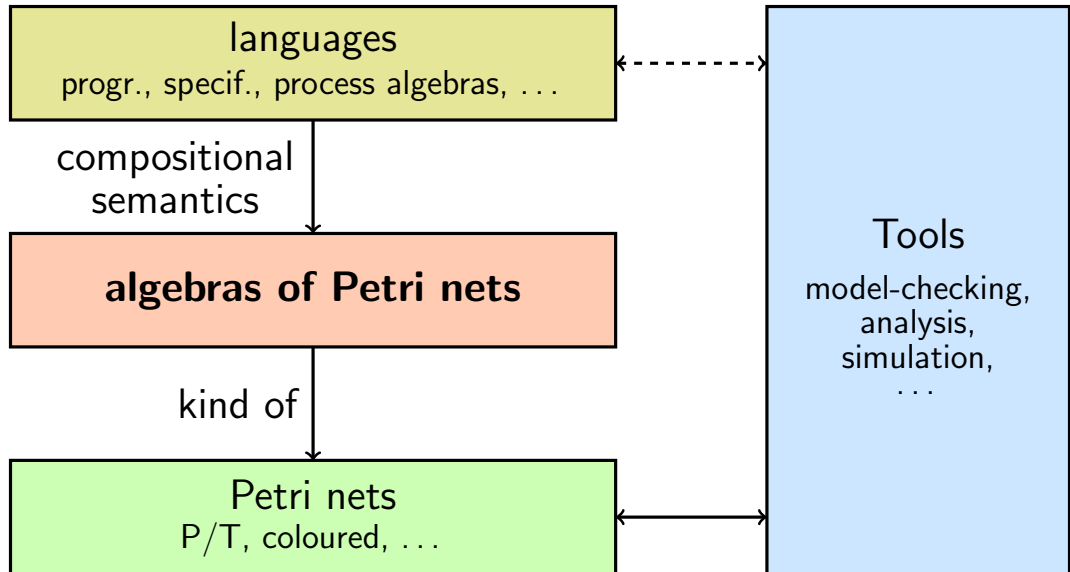 languages
progr., specif., process algebras, . . .
compositional
semantics
algebras of Petri nets
kind of
Petri nets
P/T, coloured, . . .
Tools
model-checking,
analysis,
simulation,
. . .